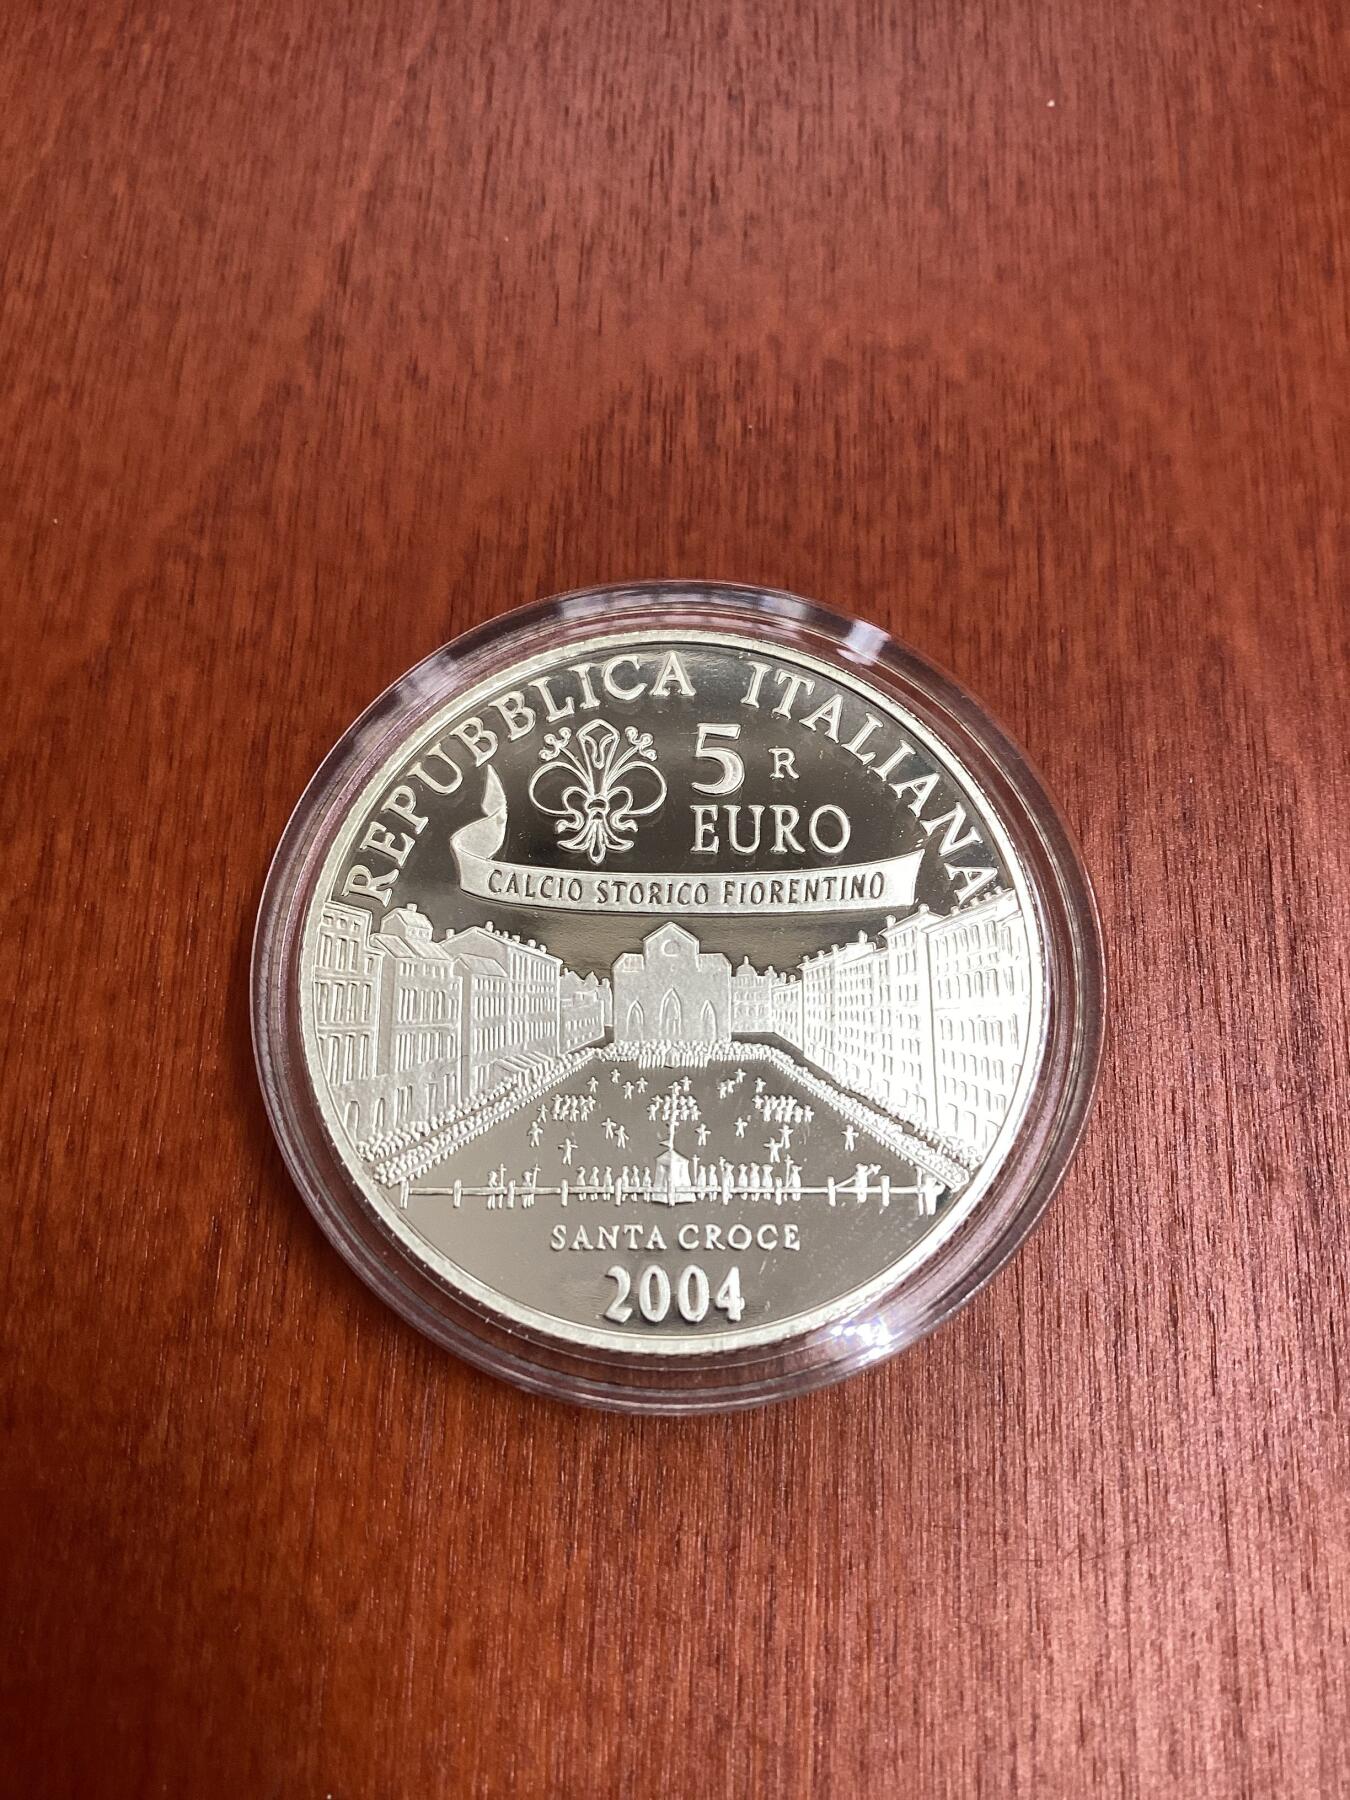 REPUBBLICA ITALIANA
5 R
EURO
CALCIO STORICO FIORENTINO
SANTA CROCE
2004